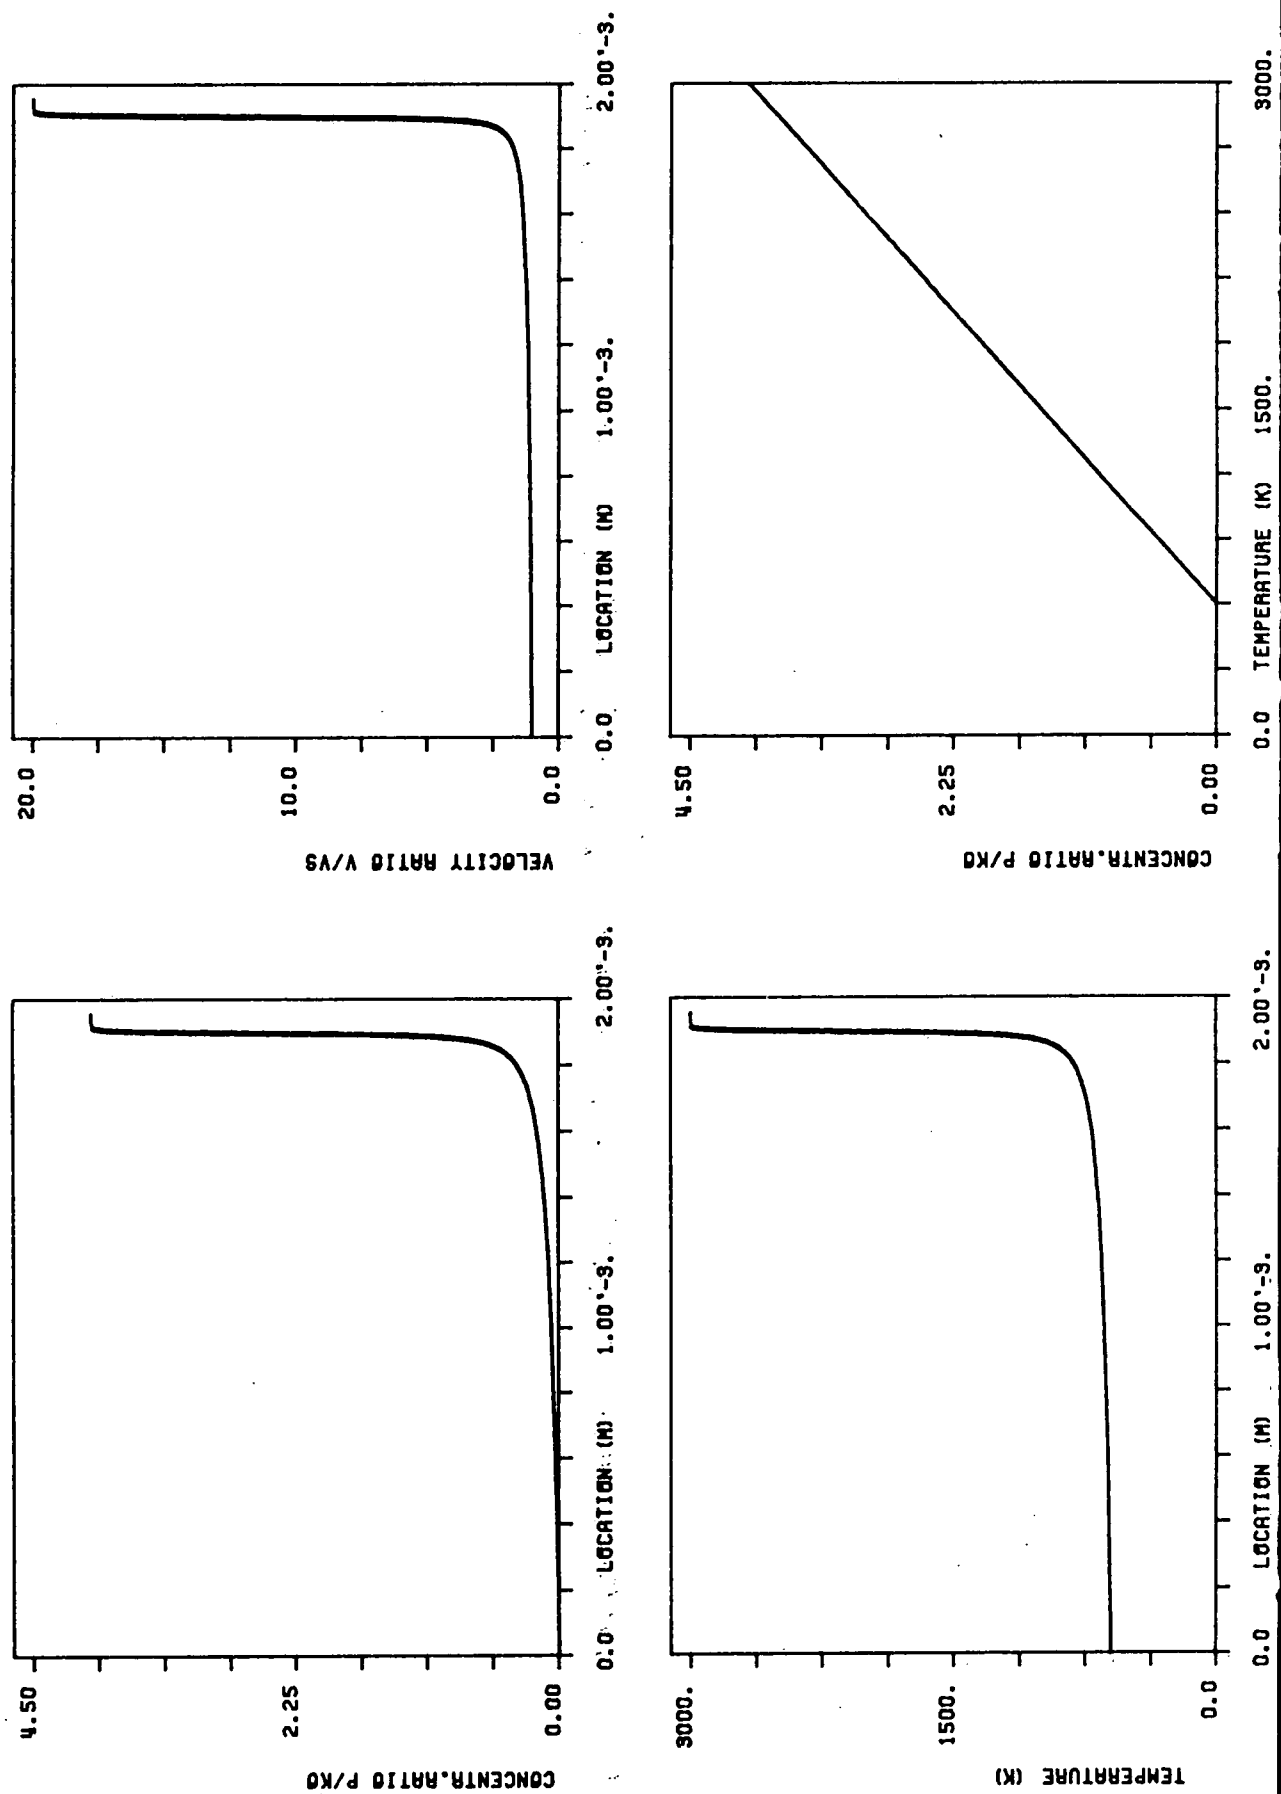 CONCENTR.RATIO P/KO
4.50
2.25
0.00
0.0 LOCATION (M) 1.00'-3. 2.00'-3.
VELOCITY RATIO V/VS
20.0
10.0
0.0
0.0 LOCATION (M) 1.00'-3. 2.00'-3.
TEMPERATURE (K)
3000.
1500.
0.0
0.0 LOCATION (M) 1.00'-3. 2.00'-3.
CONCENTR.RATIO P/KO
4.50
2.25
0.00
0.0 TEMPERATURE (K) 1500. 3000.